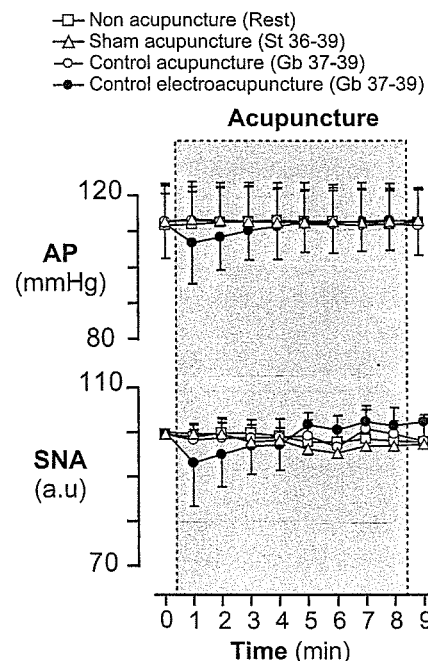 Non acupuncture (Rest)
Sham acupuncture (St 36-39)
Control acupuncture (Gb 37-39)
Control electroacupuncture (Gb 37-39)
Acupuncture
120
AP
(mmHg)
80
110
SNA
(a.u)
70
0 1 2 3 4 5 6 7 8 9
Time (min)